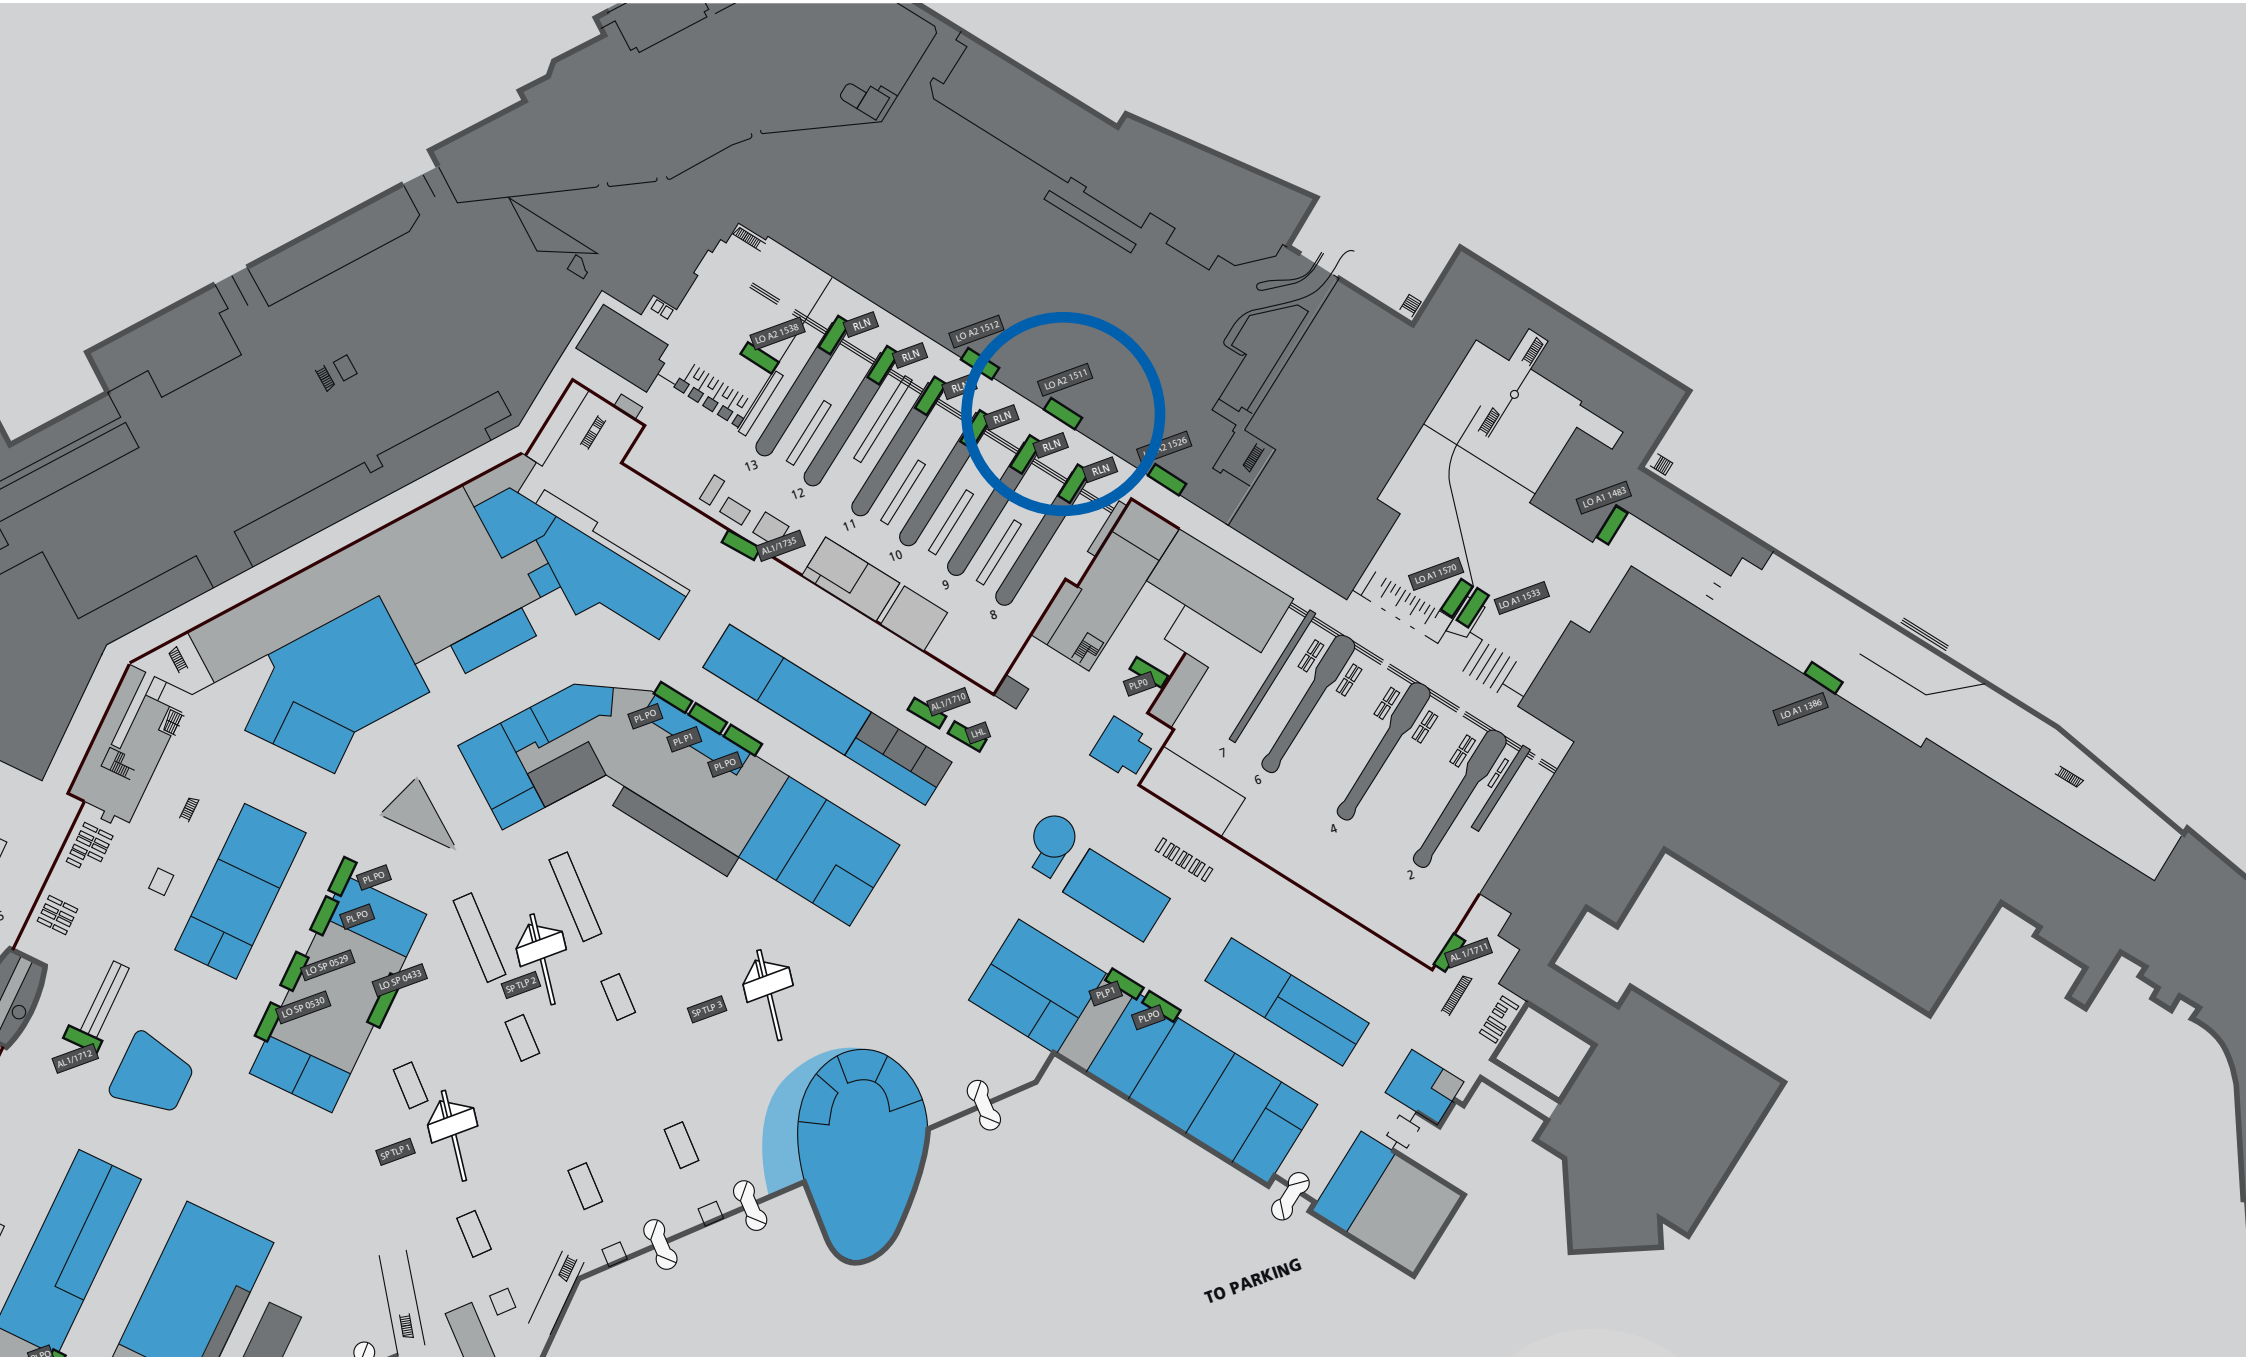 RLN
LO A2 1538
LO A2 1512
RLN
RLN
LO A2 1511
RLN
RLN
A2 1526
RLN
13
12
11
10
9
8
AL1/1735
LO A1 1483
LO A1 1570
LO A1 1533
PLP0
LO A1 1386
AL1/1710
LHL
PL PO
PL P1
PL PO
7
6
4
2
PL PO
PL PO
LO SP 0529
LO SP 0433
LO SP 0530
SP TLP 2
SP TLP 3
AL 1/1711
PLP1
PLPO
AL1/1712
SP TLP 1
TO PARKING
PLPO